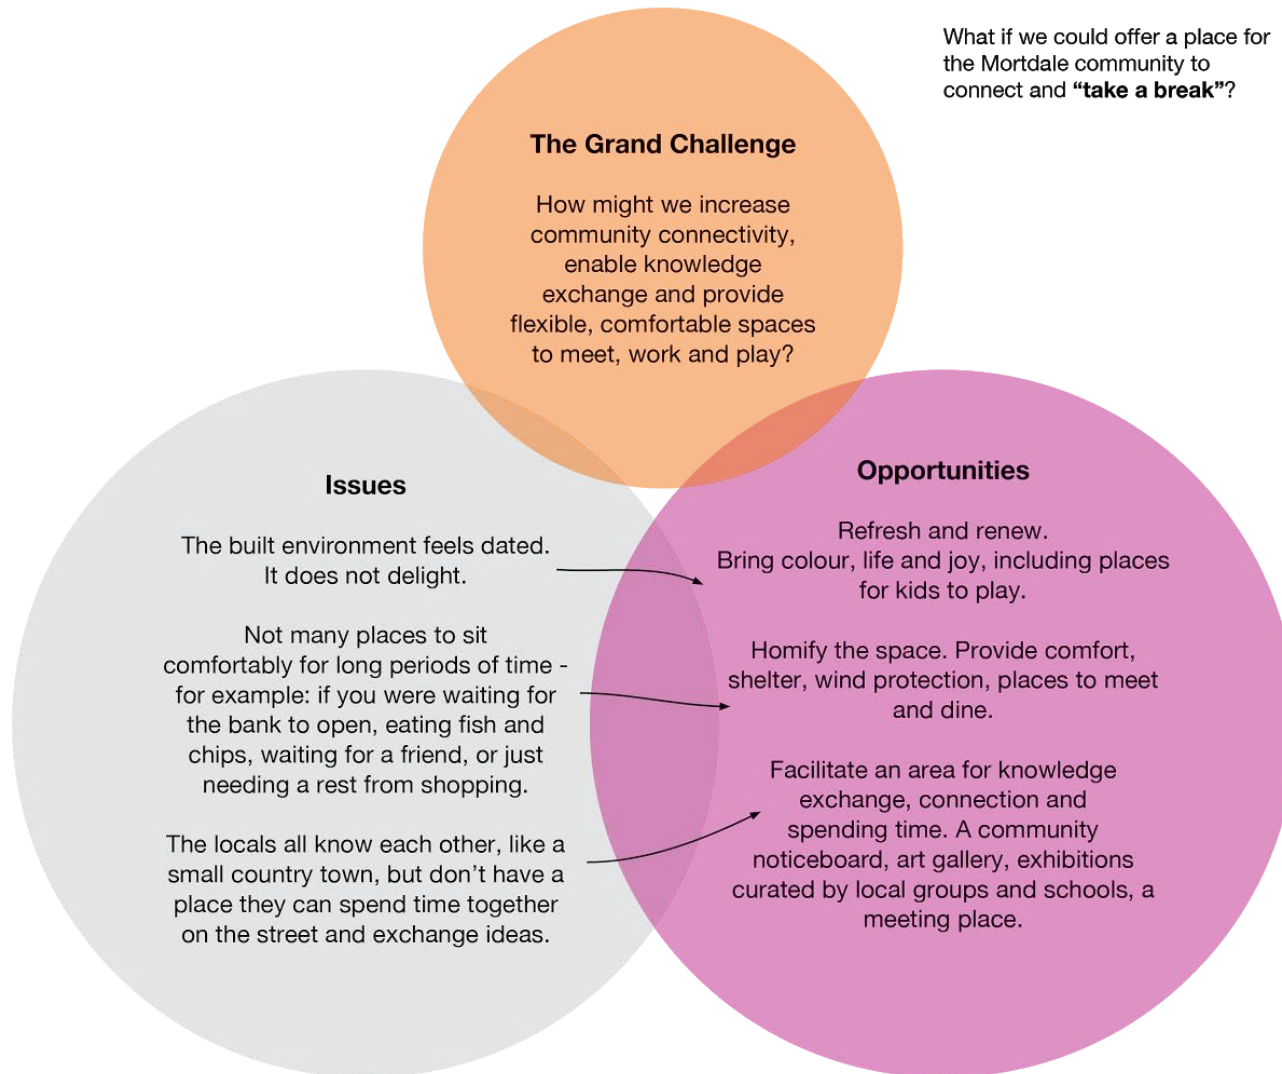 What if we could offer a place for
the Mortdale community to
connect and “take a break”?
The Grand Challenge
How might we increase
community connectivity,
enable knowledge
exchange and provide
flexible, comfortable spaces
to meet, work and play?
Issues
The built environment feels dated.
It does not delight.
Not many places to sit
comfortably for long periods of time -
for example: if you were waiting for
the bank to open, eating fish and
chips, waiting for a friend, or just
needing a rest from shopping.
The locals all know each other, like a
small country town, but don’t have a
place they can spend time together
on the street and exchange ideas.
Opportunities
Refresh and renew.
Bring colour, life and joy, including places
for kids to play.
Homify the space. Provide comfort,
shelter, wind protection, places to meet
and dine.
Facilitate an area for knowledge
exchange, connection and
spending time. A community
noticeboard, art gallery, exhibitions
curated by local groups and schools, a
meeting place.